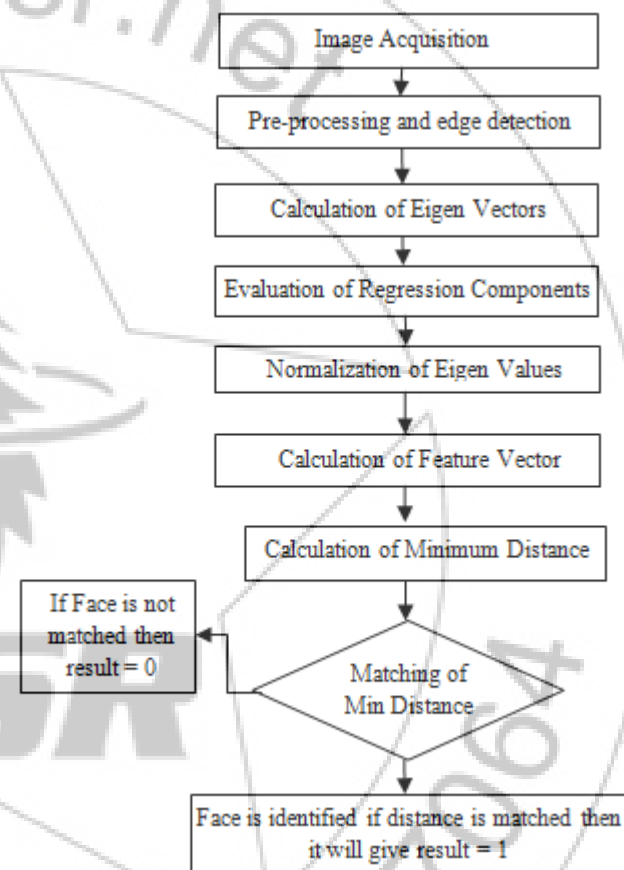 Image Acquisition
Pre-processing and edge detection
Calculation of Eigen Vectors
Evaluation of Regression Components
Normalization of Eigen Values
Calculation of Feature Vector
Calculation of Minimum Distance
If Face is not
matched then
result = 0
Matching of
Min Distance
Face is identified if distance is matched then
it will give result = 1